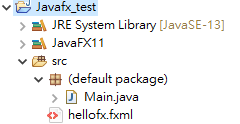 Javafx_test
JRE System Library [JavaSE-13]
JavaFX11
src
(default package)
Main.java
hellofx.fxml